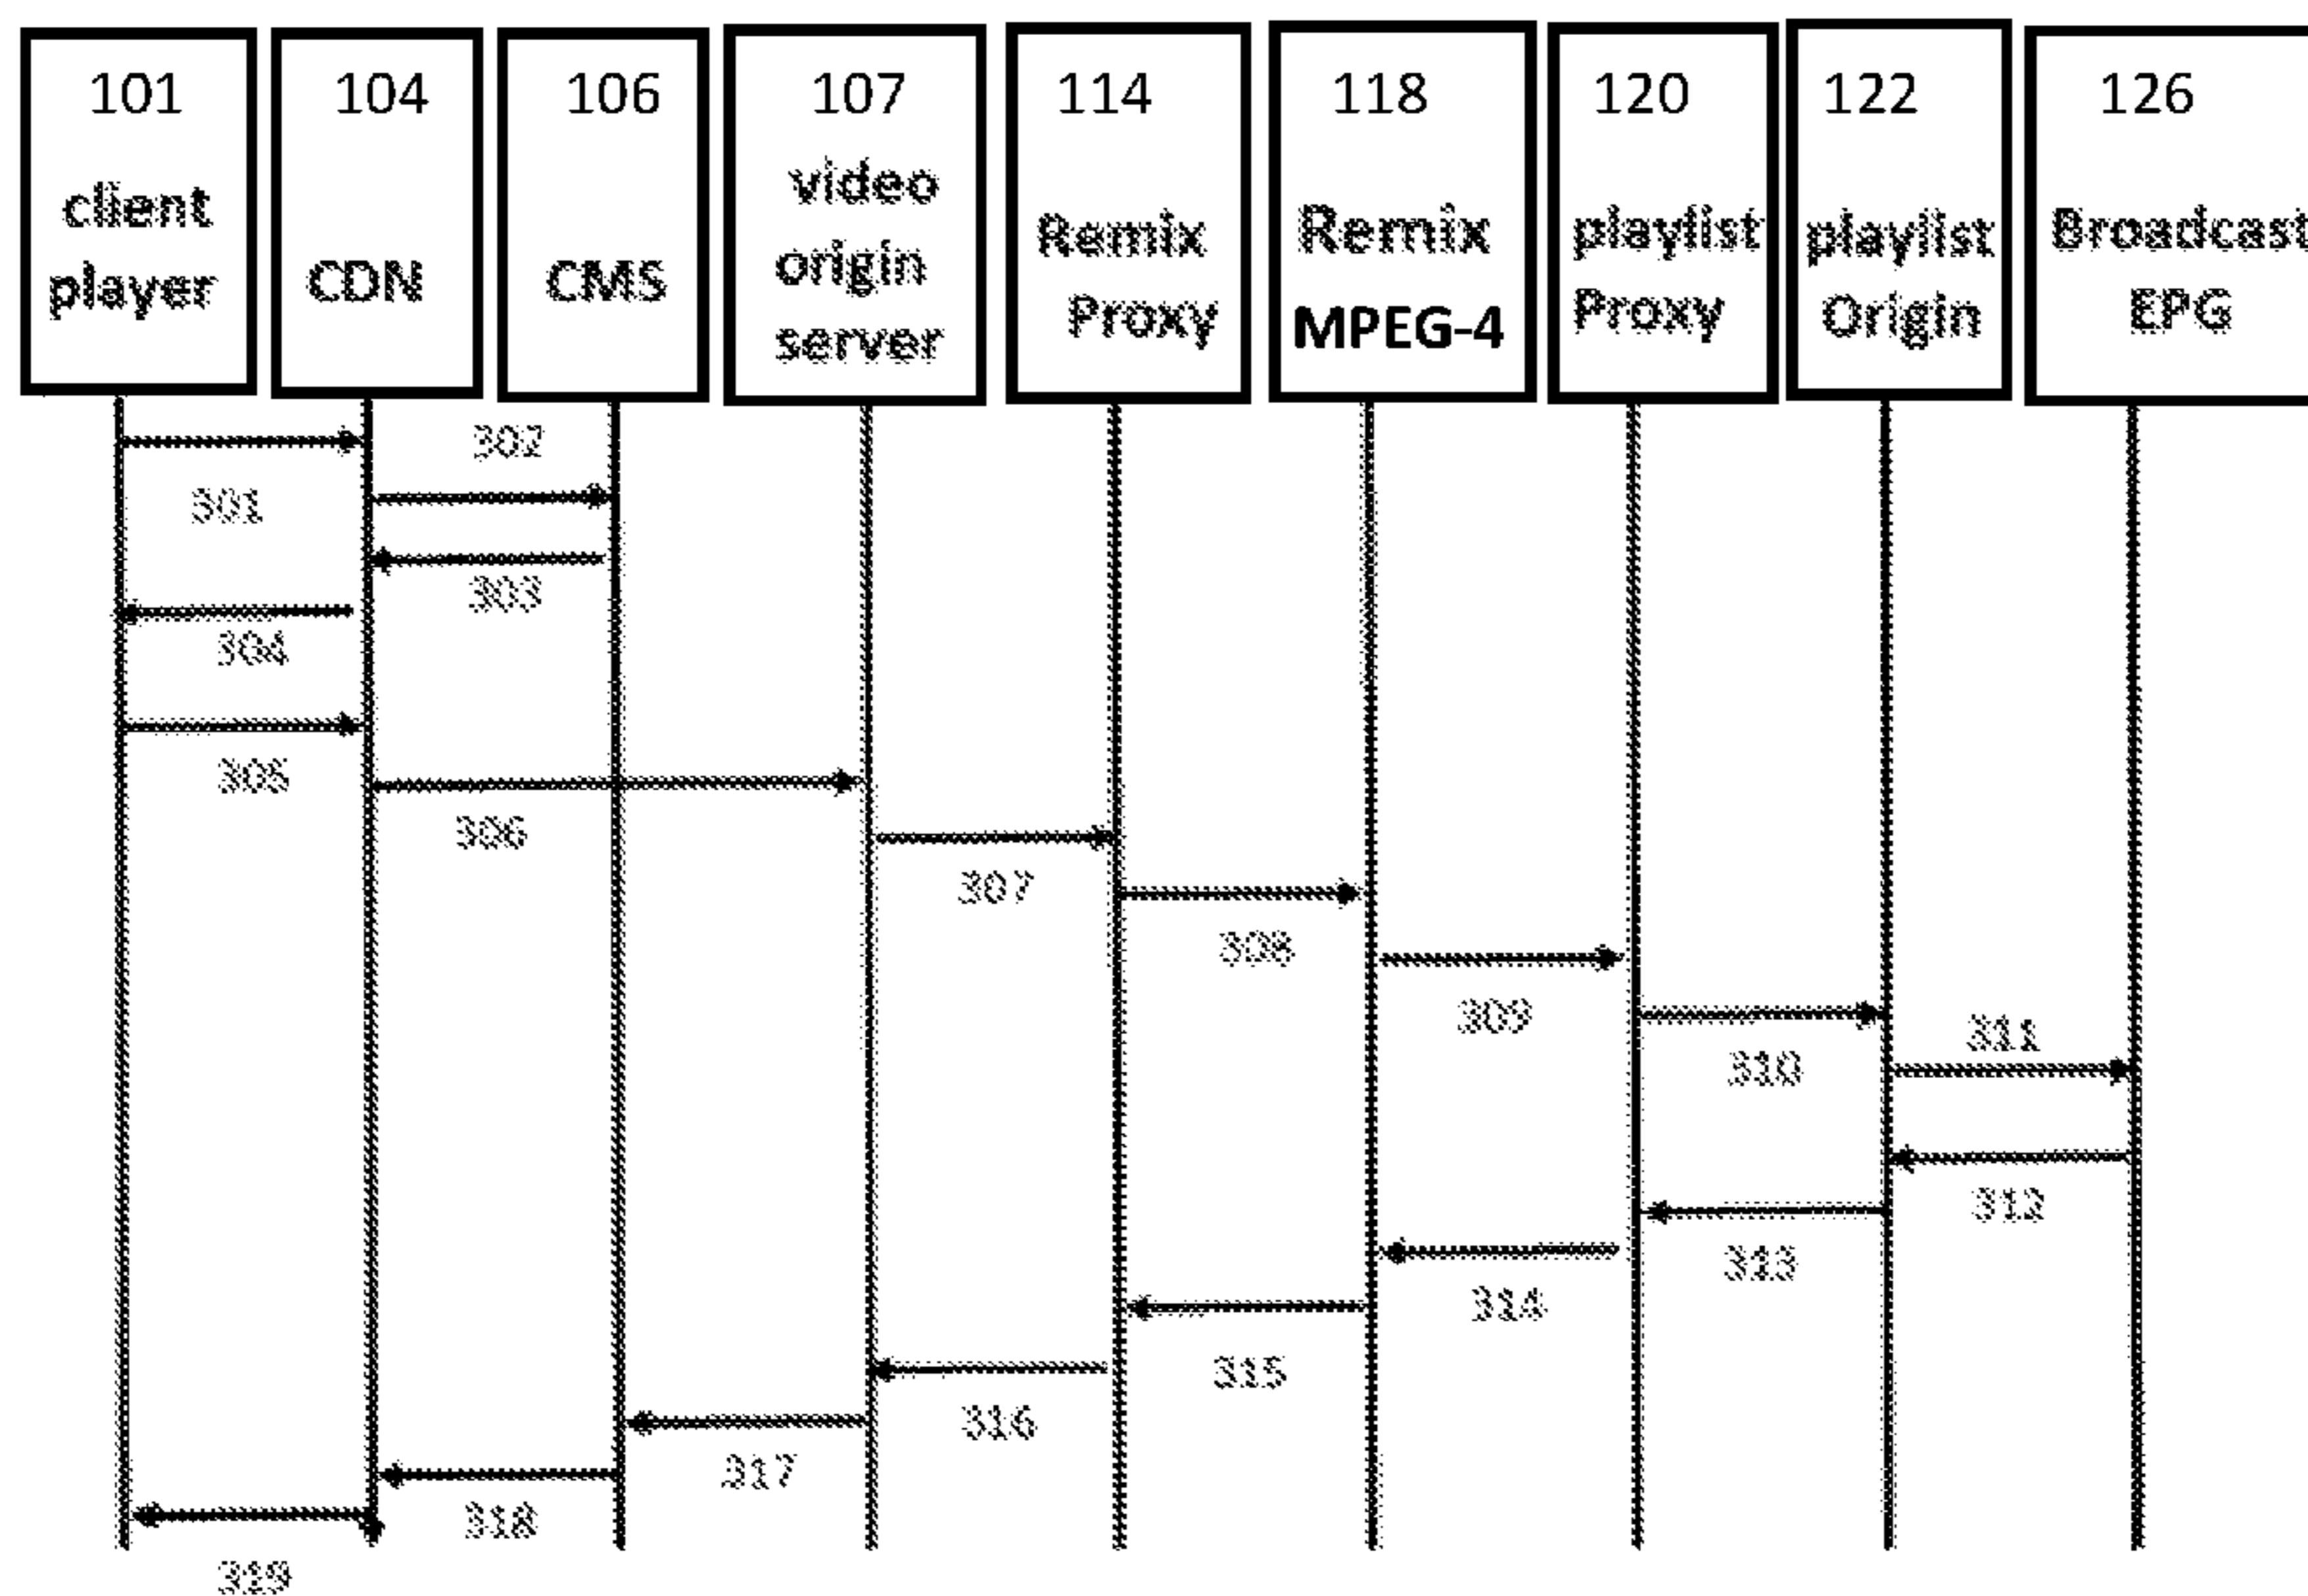 101
client
player
104
CDN
106
CMS
107
video
origin
server
114
Remix
Proxy
118
Remix
MPEG-4
120
playlist
Proxy
122
playlist
Origin
126
Broadcast
EPG
302
301
303
304
305
306
307
308
309
311
310
312
313
314
315
316
317
318
319